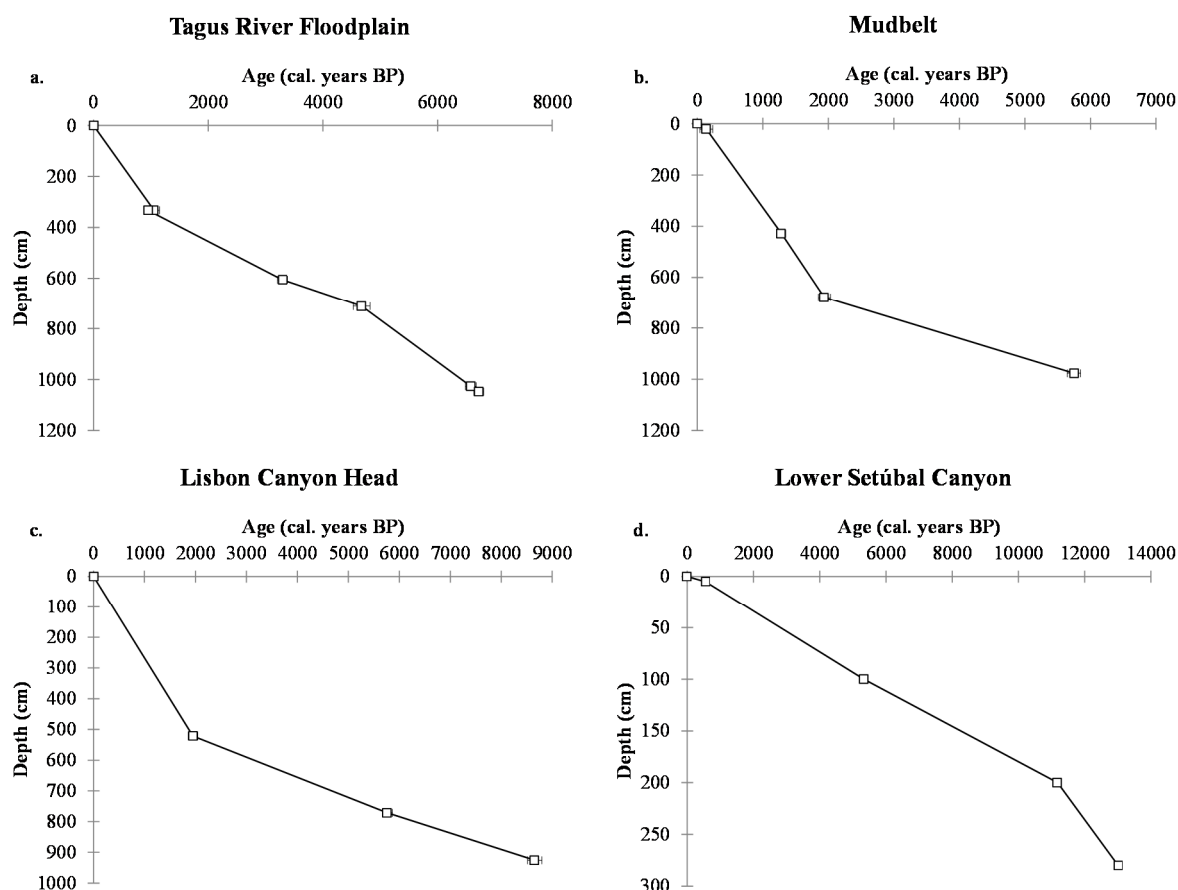 Tagus River Floodplain
a.
Age (cal. years BP)
0 2000 4000 6000 8000
0
200
400
600
800
1000
1200
Depth (cm)
Mudbelt
b.
Age (cal. years BP)
0 1000 2000 3000 4000 5000 6000 7000
0
200
400
600
800
1000
1200
Depth (cm)
Lisbon Canyon Head
c.
Age (cal. years BP)
0 1000 2000 3000 4000 5000 6000 7000 8000 9000
0
100
200
300
400
500
600
700
800
900
1000
Depth (cm)
Lower Setúbal Canyon
d.
Age (cal. years BP)
0 2000 4000 6000 8000 10000 12000 14000
0
50
100
150
200
250
300
Depth (cm)